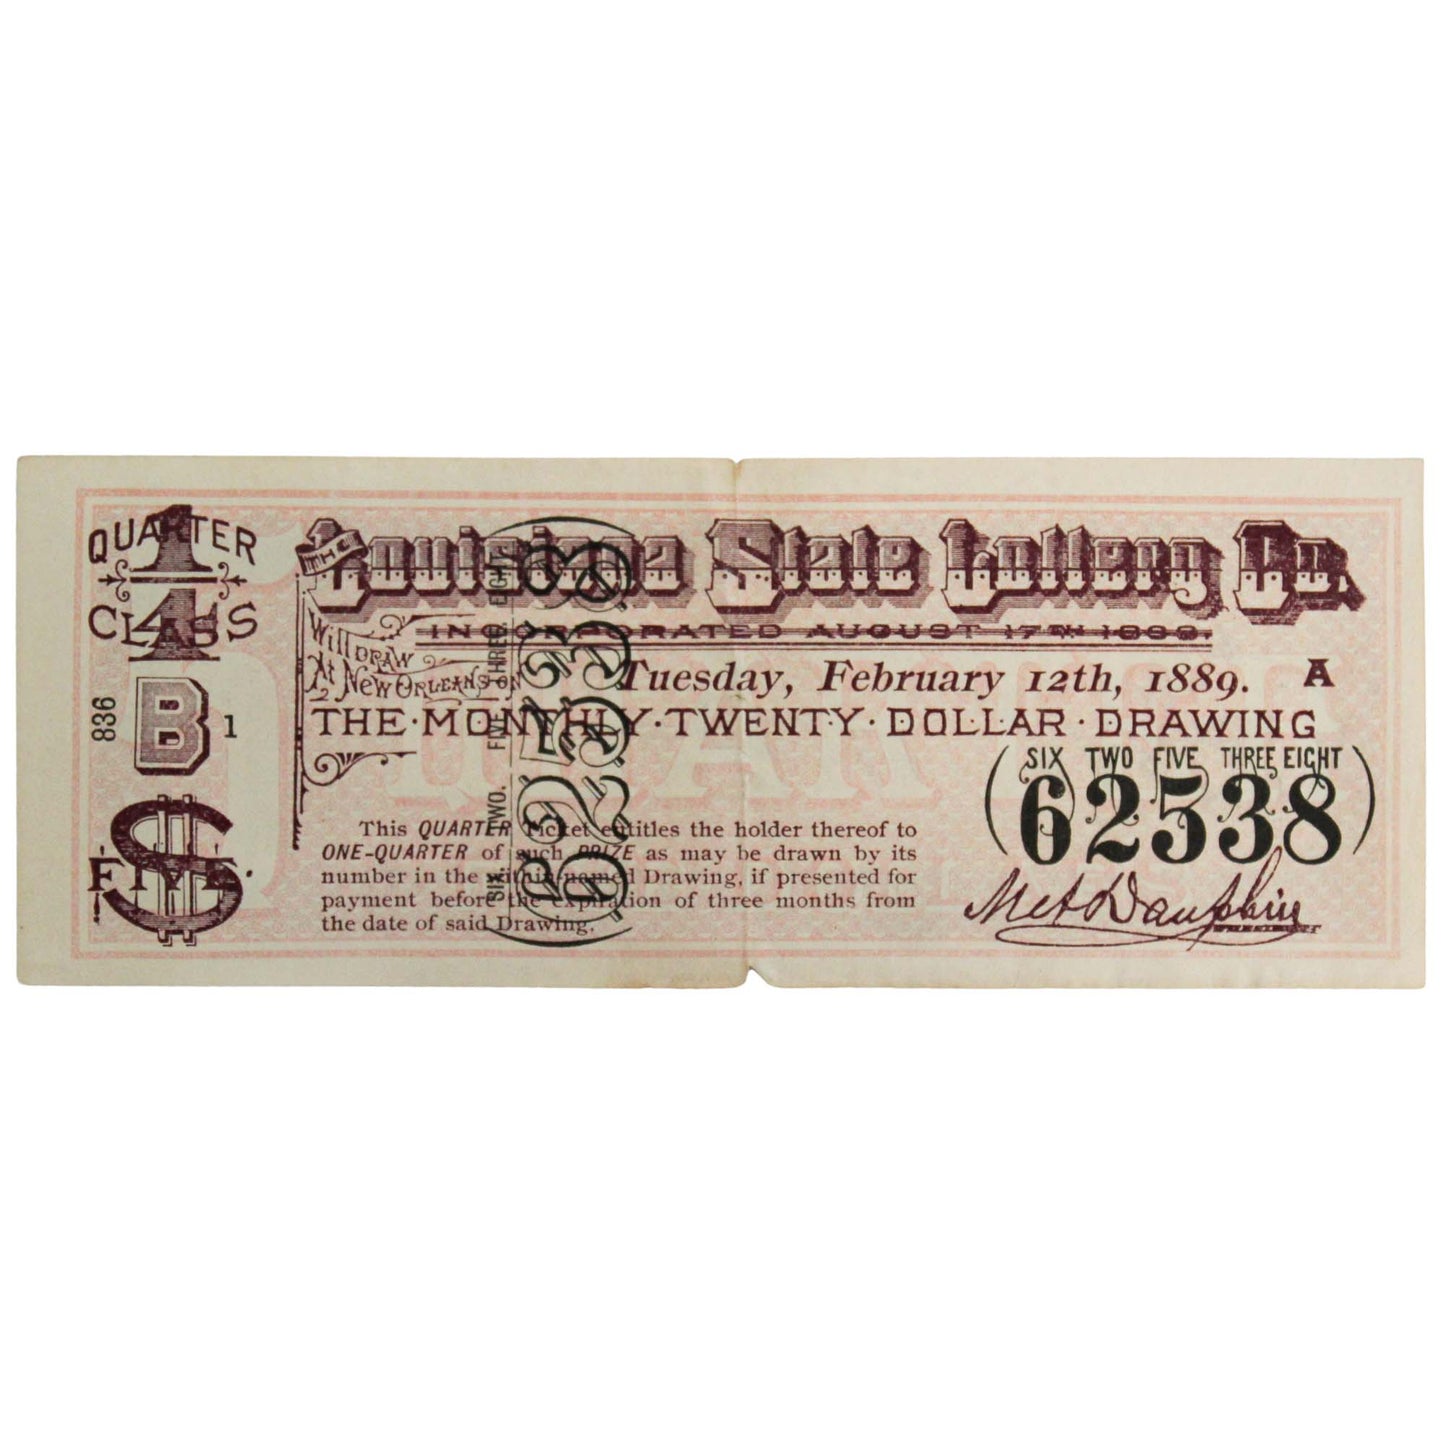 QUARTER
1/4
CLASS
836
B 1
$
FIVE.
THE Louisiana State Lottery Co.
INCORPORATED AUGUST 17TH 1868.
Will DRAW
At NEW ORLEANS ON
Tuesday, February 12th, 1889. A
THE·MONTHLY·TWENTY·DOLLAR·DRAWING
SIX TWO FIVE THREE EIGHT
62538
This QUARTER Ticket entitles the holder thereof to
ONE-QUARTER of such PRIZE as may be drawn by its
number in the within-named Drawing, if presented for
payment before the expiration of three months from
the date of said Drawing.
M A Dauphin
SIX TWO. FIVE THREE EIGHT
62538
QUAR